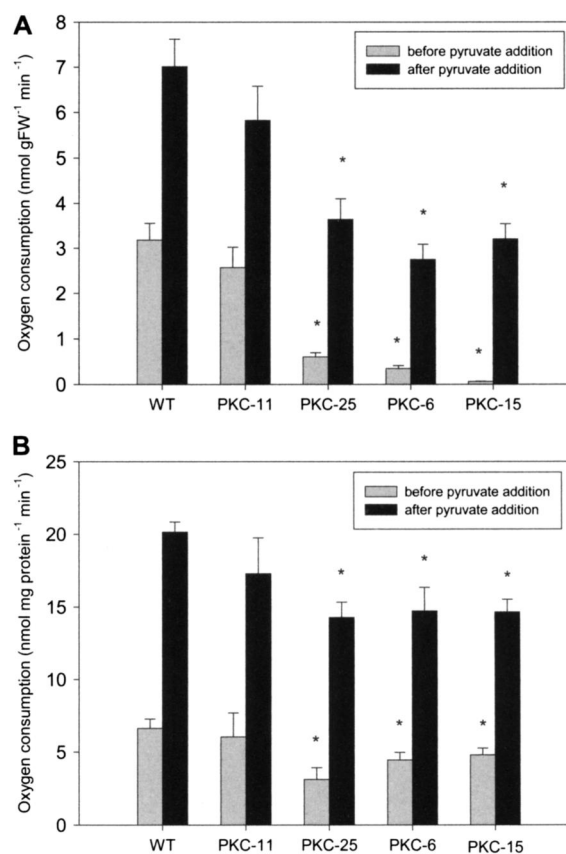 A
8
7
6
5
4
3
2
1
0
Oxygen consumption (nmol gFW⁻¹ min⁻¹)
before pyruvate addition
after pyruvate addition
*
*
*
*
*
*
WT PKC-11 PKC-25 PKC-6 PKC-15
B
25
20
15
10
5
0
Oxygen consumption (nmol mg protein⁻¹ min⁻¹)
before pyruvate addition
after pyruvate addition
*
*
*
*
*
*
WT PKC-11 PKC-25 PKC-6 PKC-15